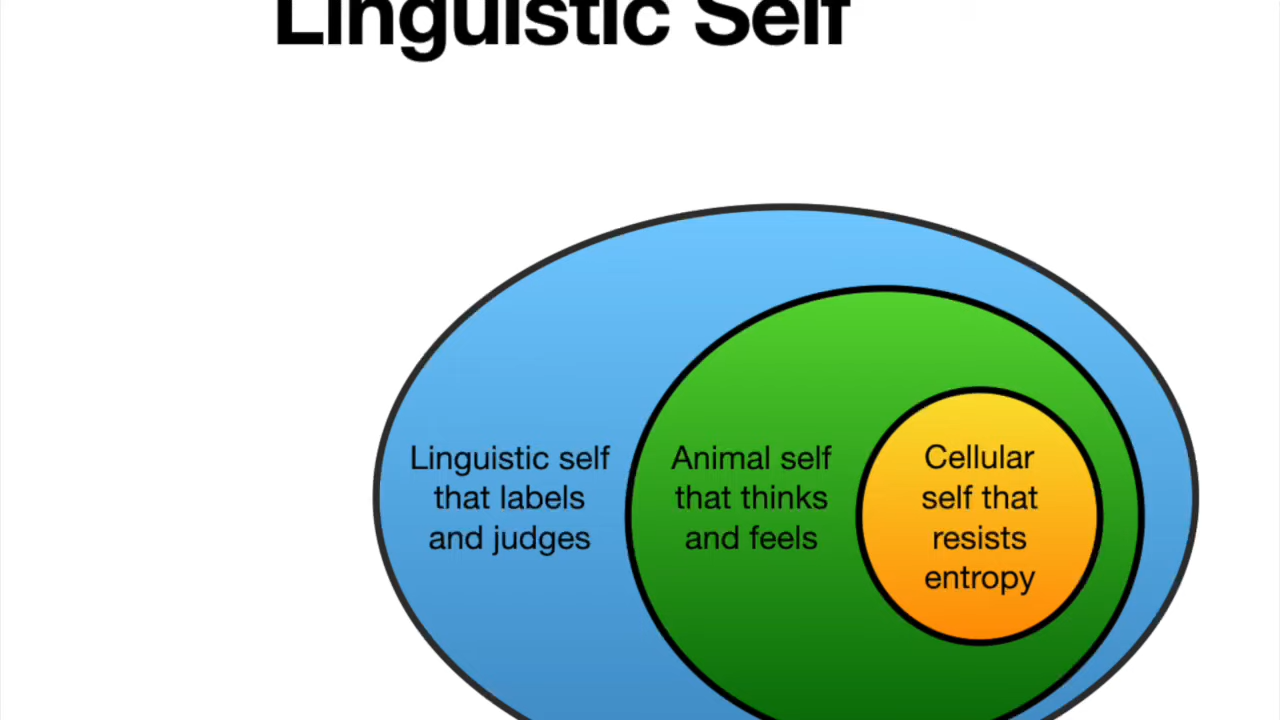 Linguistic Self
Linguistic self
that labels
and judges
Animal self
that thinks
and feels
Cellular
self that
resists
entropy